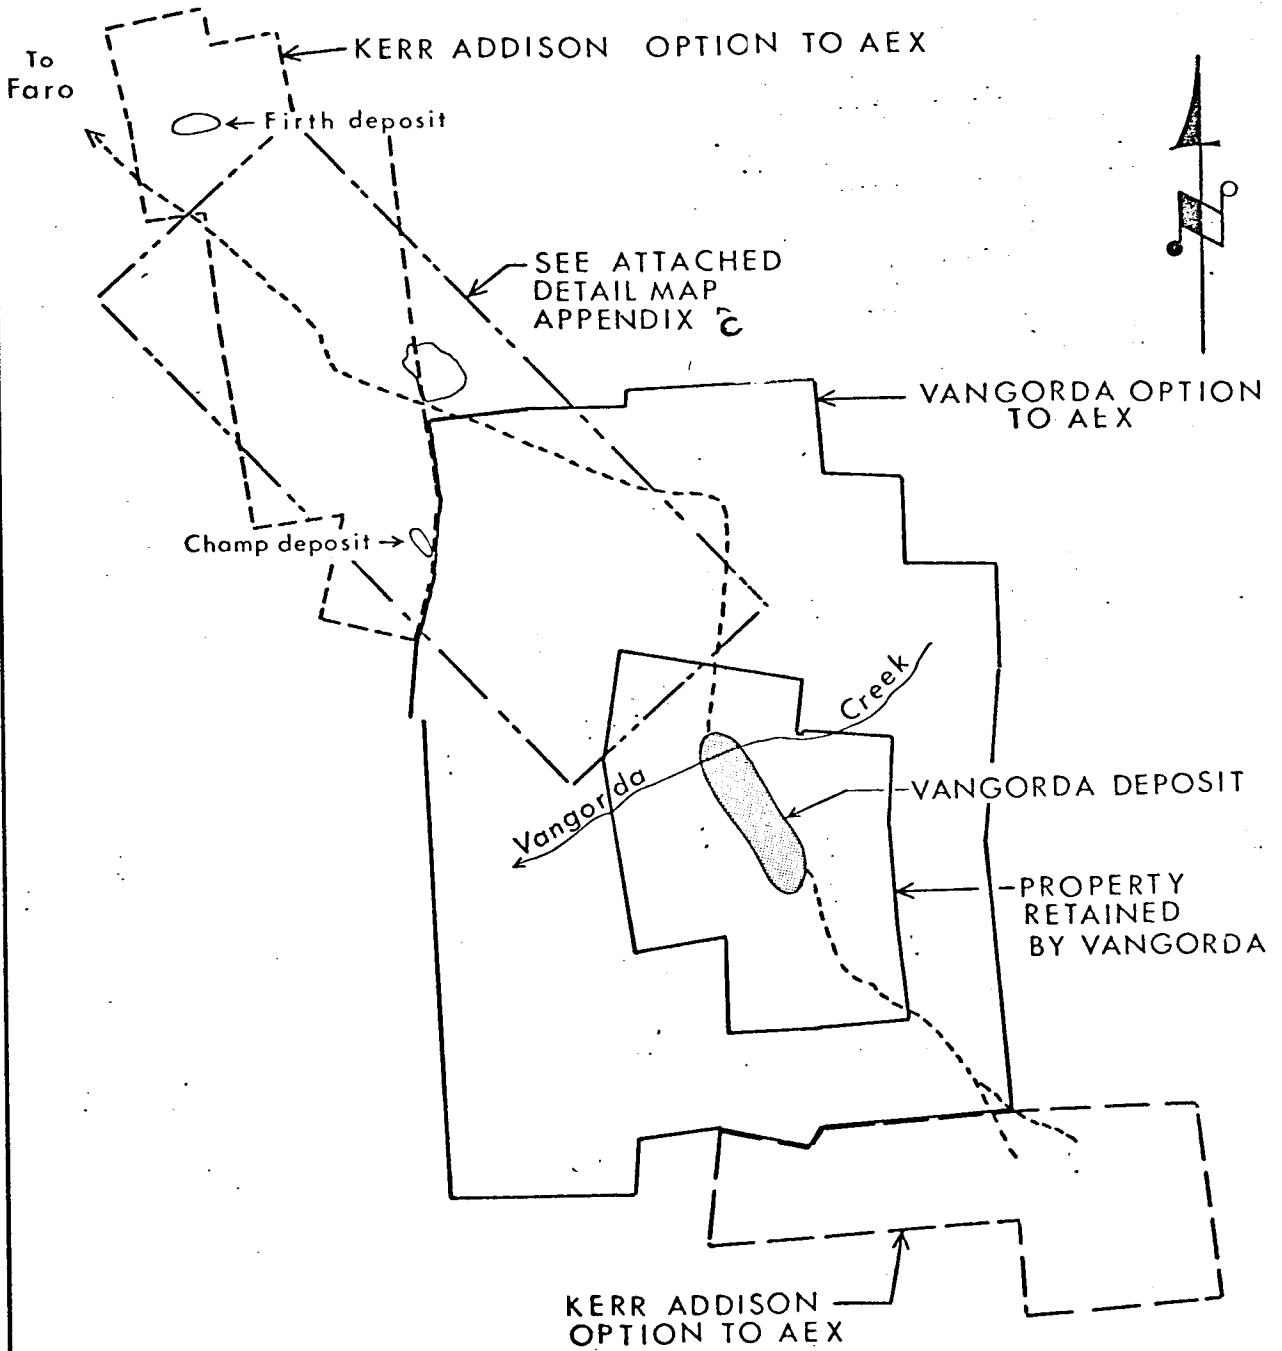 KERR ADDISON OPTION TO AEX
To
Faro
Firth deposit
SEE ATTACHED
DETAIL MAP
APPENDIX C
VANGORDA OPTION
TO AEX
Champ deposit
Vangorda Creek
VANGORDA DEPOSIT
PROPERTY
RETAINED
BY VANGORDA
KERR ADDISON
OPTION TO AEX